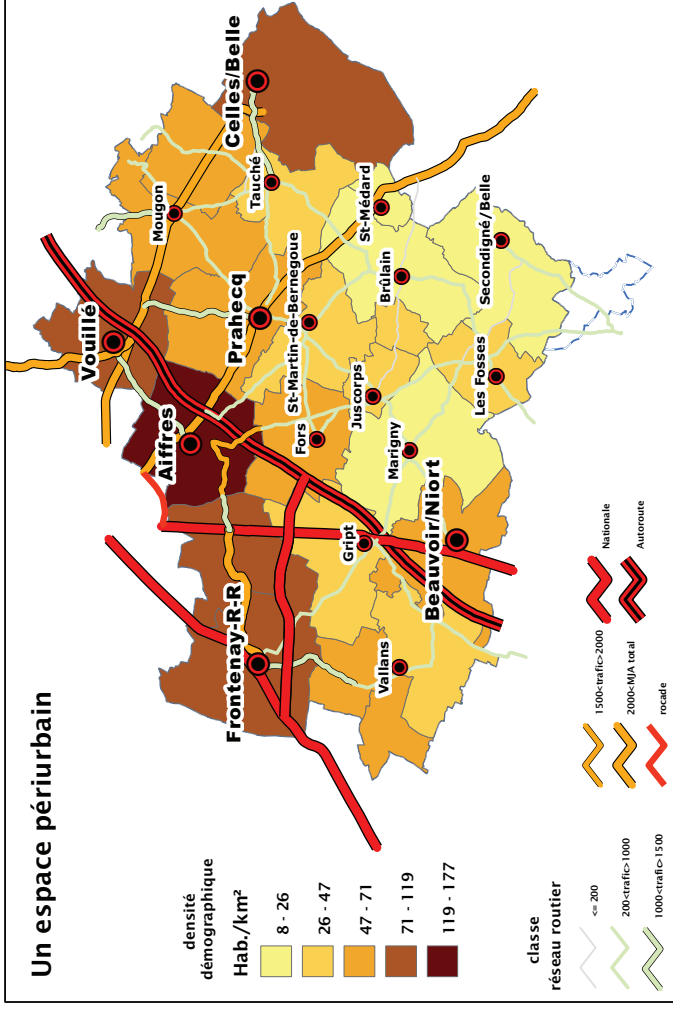 Un espace périurbain
Vouillé
Mougon
Celles/Belle
Aiffres
Tauché
Prahecq
Frontenay-R-R
St-Martin-de-Bernegoue
St-Médard
Fors
Juscorps
Brûlain
Gript
Marigny
Vallans
Beauvoir/Niort
Les Fosses
Secondigné/Belle
densité
démographique
Hab./km²
8 - 26
26 - 47
47 - 71
71 - 119
119 - 177
classe
réseau routier
<= 200
200<trafic>1000
1000<trafic>1500
1500<trafic>2000
2000<MJA total
rocade
Nationale
Autoroute